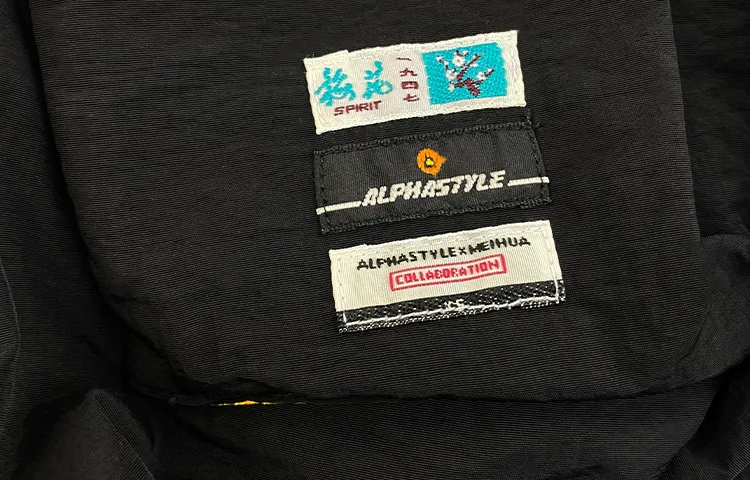 梅花
SPIRIT
一九四七
ALPHASTYLE
ALPHASTYLE×MEIHUA
COLLABORATION